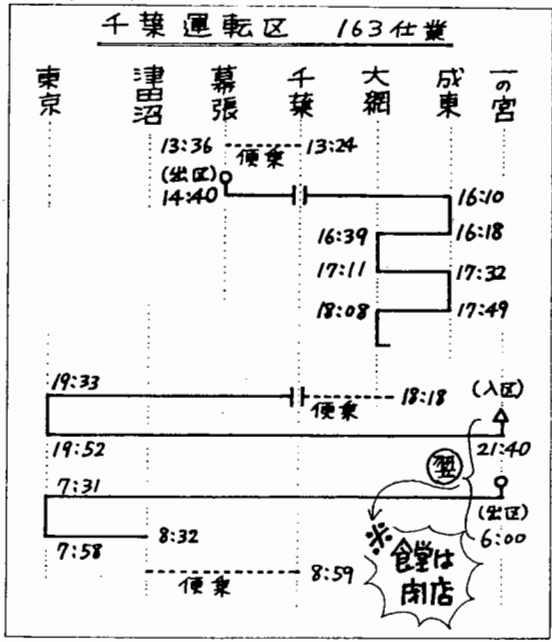 千葉運転区 163仕業
東京 津田沼 幕張 千葉 大網 成東 一の宮
13:36 便乗 13:24
(出区)
14:40 16:10
16:39 16:18
17:11 17:32
18:08 17:49
19:33 便乗 18:18 (入区)
19:52 21:40
翌
7:31 (出区)
7:58 8:32 6:00
※食堂は
閉店
便乗 8:59